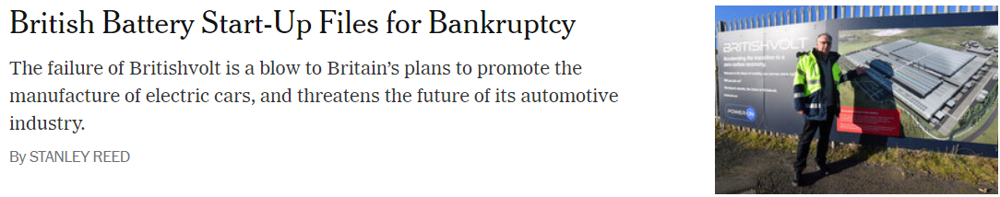 British Battery Start-Up Files for Bankruptcy
The failure of Britishvolt is a blow to Britain's plans to promote the
manufacture of electric cars, and threatens the future of its automotive
industry.
By STANLEY REED
BRITISHVOLT
Accelerating the transition to a
zero carbon economy.
POWER ON